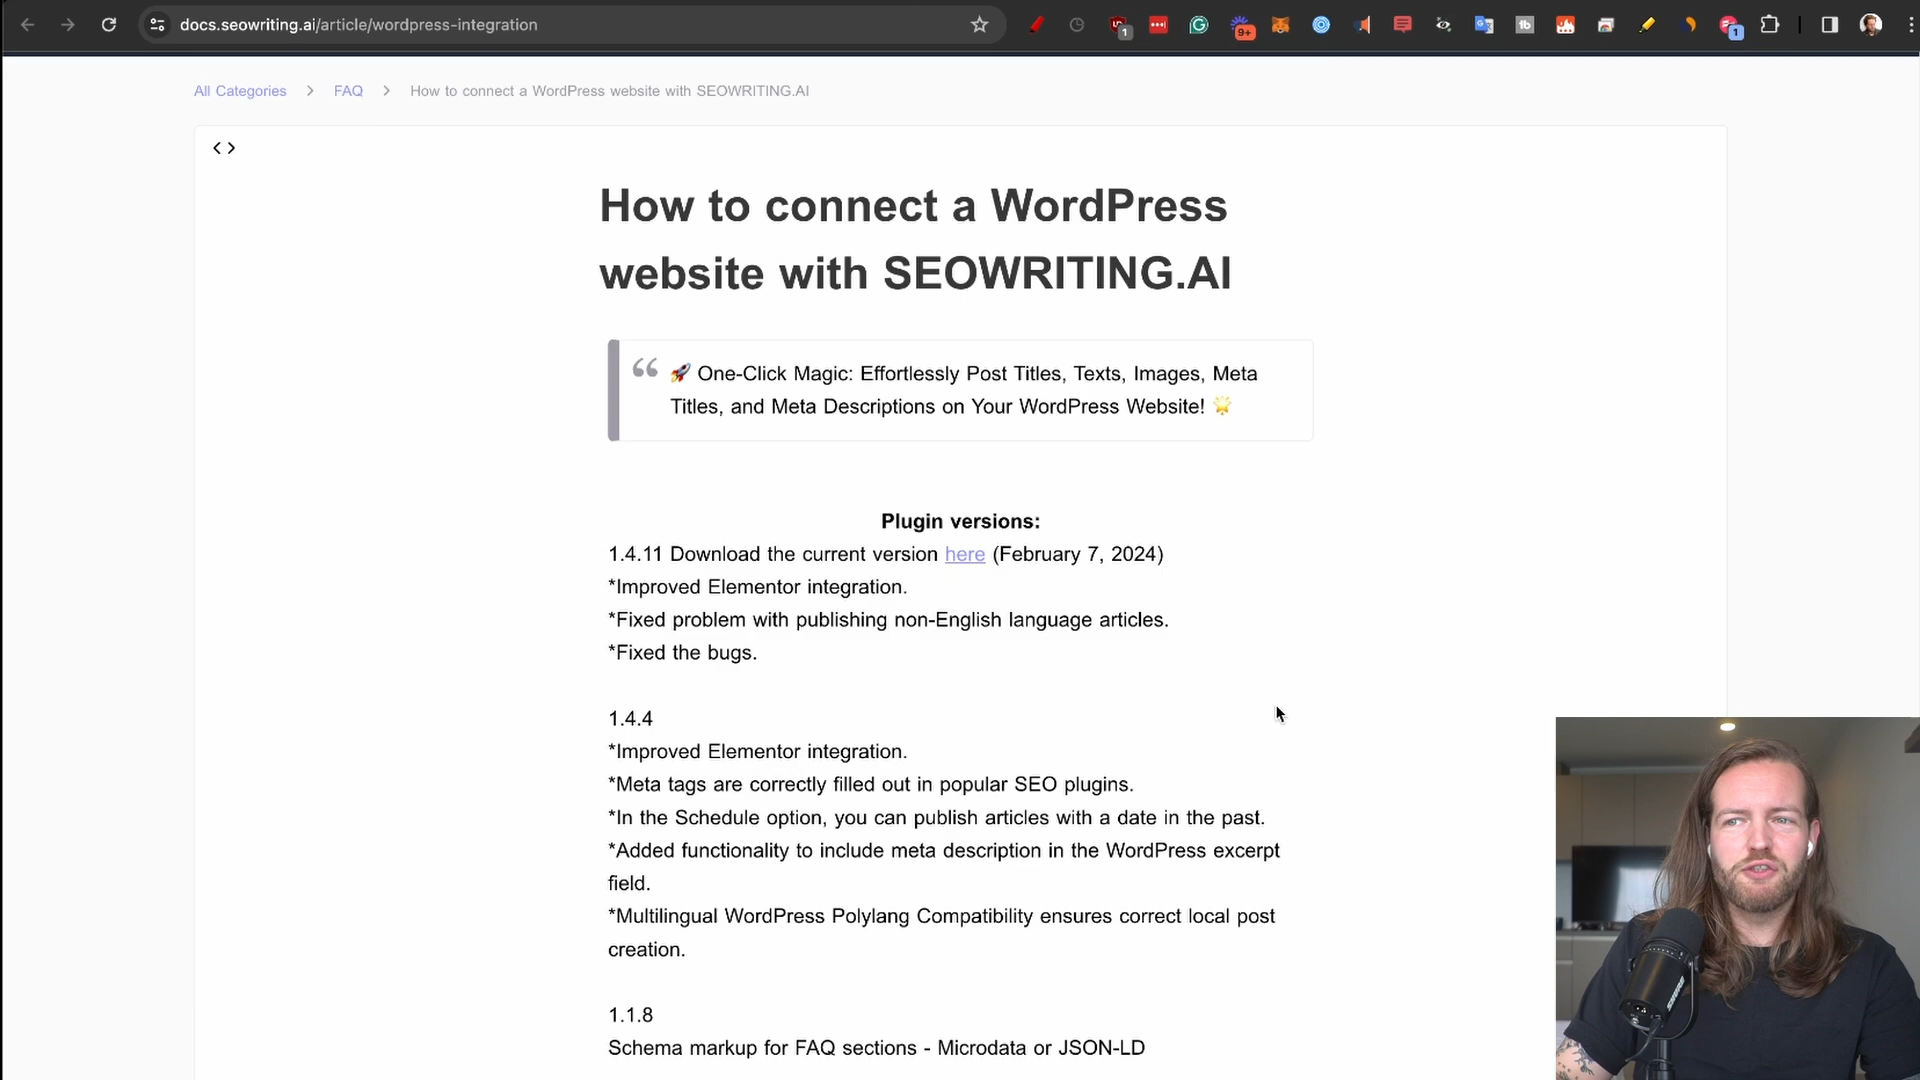 docs.seowriting.ai/article/wordpress-integration
1
9+
1
All Categories > FAQ > How to connect a WordPress website with SEOWRITING.AI
How to connect a WordPress
website with SEOWRITING.AI
🚀 One-Click Magic: Effortlessly Post Titles, Texts, Images, Meta
Titles, and Meta Descriptions on Your WordPress Website! 🌟
Plugin versions:
1.4.11 Download the current version here (February 7, 2024)
*Improved Elementor integration.
*Fixed problem with publishing non-English language articles.
*Fixed the bugs.
1.4.4
*Improved Elementor integration.
*Meta tags are correctly filled out in popular SEO plugins.
*In the Schedule option, you can publish articles with a date in the past.
*Added functionality to include meta description in the WordPress excerpt
field.
*Multilingual WordPress Polylang Compatibility ensures correct local post
creation.
1.1.8
Schema markup for FAQ sections - Microdata or JSON-LD